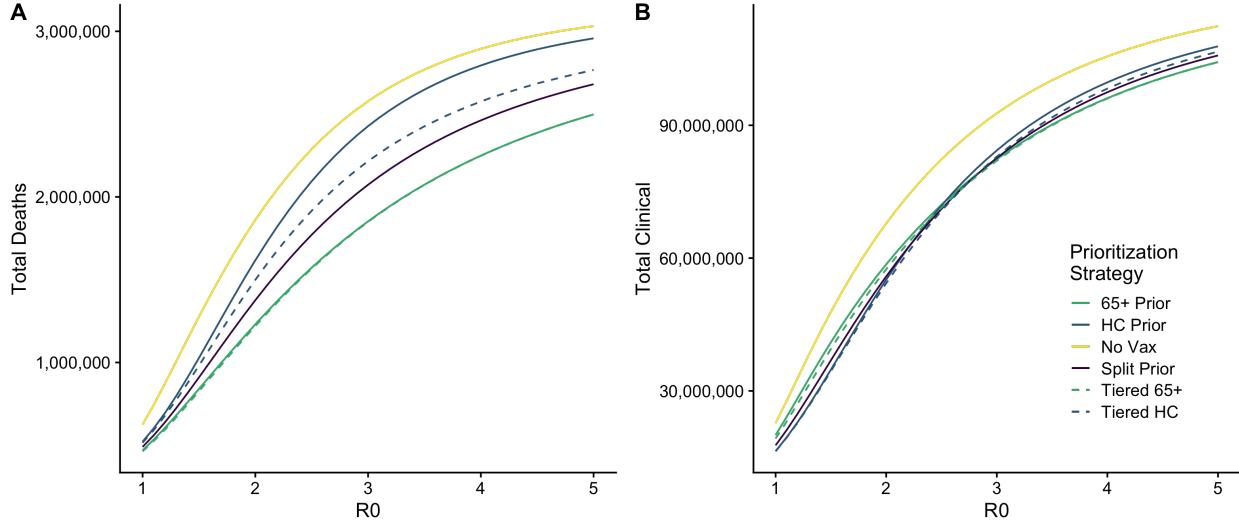 A
Total Deaths
3,000,000
2,000,000
1,000,000
1 2 3 4 5
R0
B
Total Clinical
90,000,000
60,000,000
30,000,000
Prioritization
Strategy
65+ Prior
HC Prior
No Vax
Split Prior
Tiered 65+
Tiered HC
1 2 3 4 5
R0